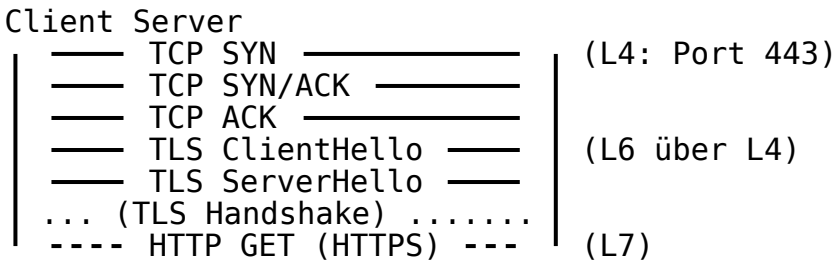 Client Server
│ ──── TCP SYN ──────────── │ (L4: Port 443)
│ ──── TCP SYN/ACK ──────── │
│ ──── TCP ACK ──────────── │
│ ──── TLS ClientHello ──── │ (L6 über L4)
│ ──── TLS ServerHello ──── │
│ ... (TLS Handshake) .......
│ ---- HTTP GET (HTTPS) --- │ (L7)